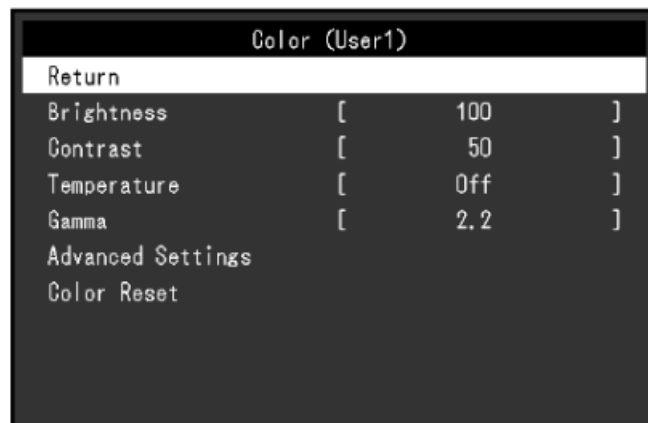 Color (User1)
Return
Brightness [ 100 ]
Contrast [ 50 ]
Temperature [ Off ]
Gamma [ 2.2 ]
Advanced Settings
Color Reset